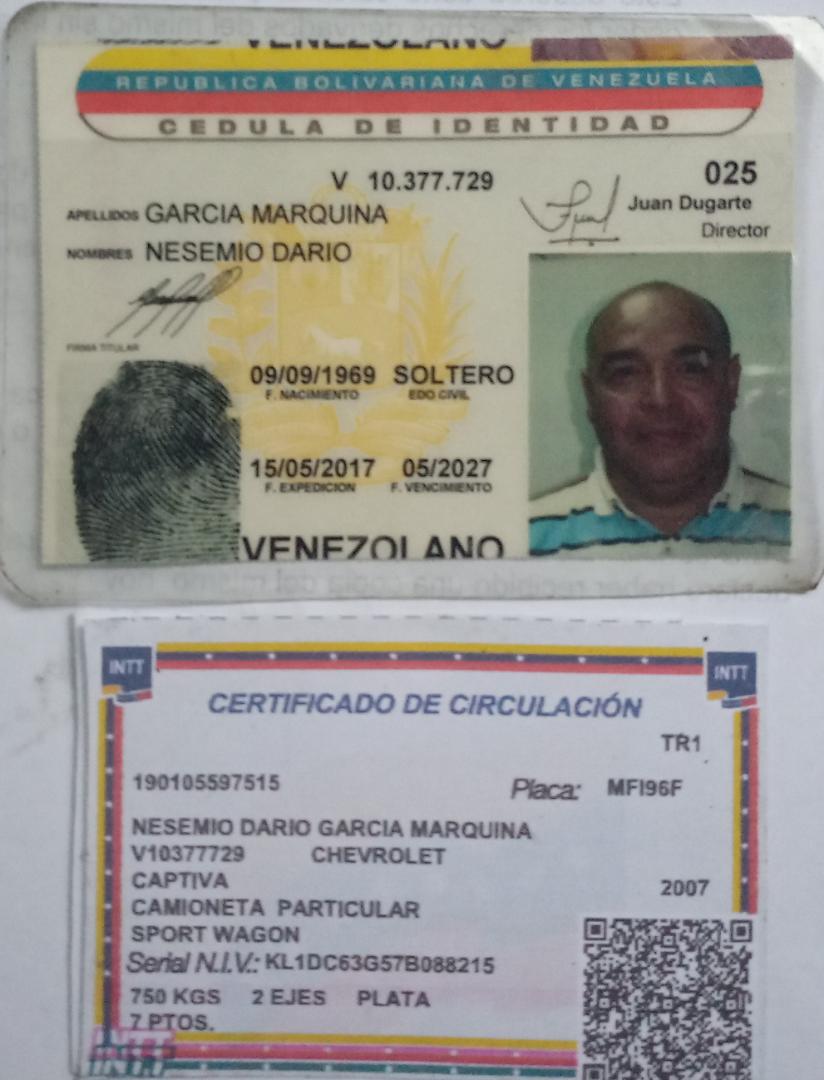 VENEZOLANO
REPUBLICA BOLIVARIANA DE VENEZUELA
CEDULA DE IDENTIDAD
V 10.377.729
025
APELLIDOS GARCIA MARQUINA
Juan Dugarte
Director
NOMBRES NESEMIO DARIO
FIRMA TITULAR
09/09/1969 SOLTERO
F. NACIMIENTO EDO CIVIL
15/05/2017 05/2027
F. EXPEDICION F. VENCIMIENTO
VENEZOLANO
INTT INTT
CERTIFICADO DE CIRCULACIÓN
TR1
190105597515 Placa: MFI96F
NESEMIO DARIO GARCIA MARQUINA
V10377729 CHEVROLET
CAPTIVA 2007
CAMIONETA PARTICULAR
SPORT WAGON
Serial N.I.V.: KL1DC63G57B088215
750 KGS 2 EJES PLATA
7 PTOS.
INTT
INTT